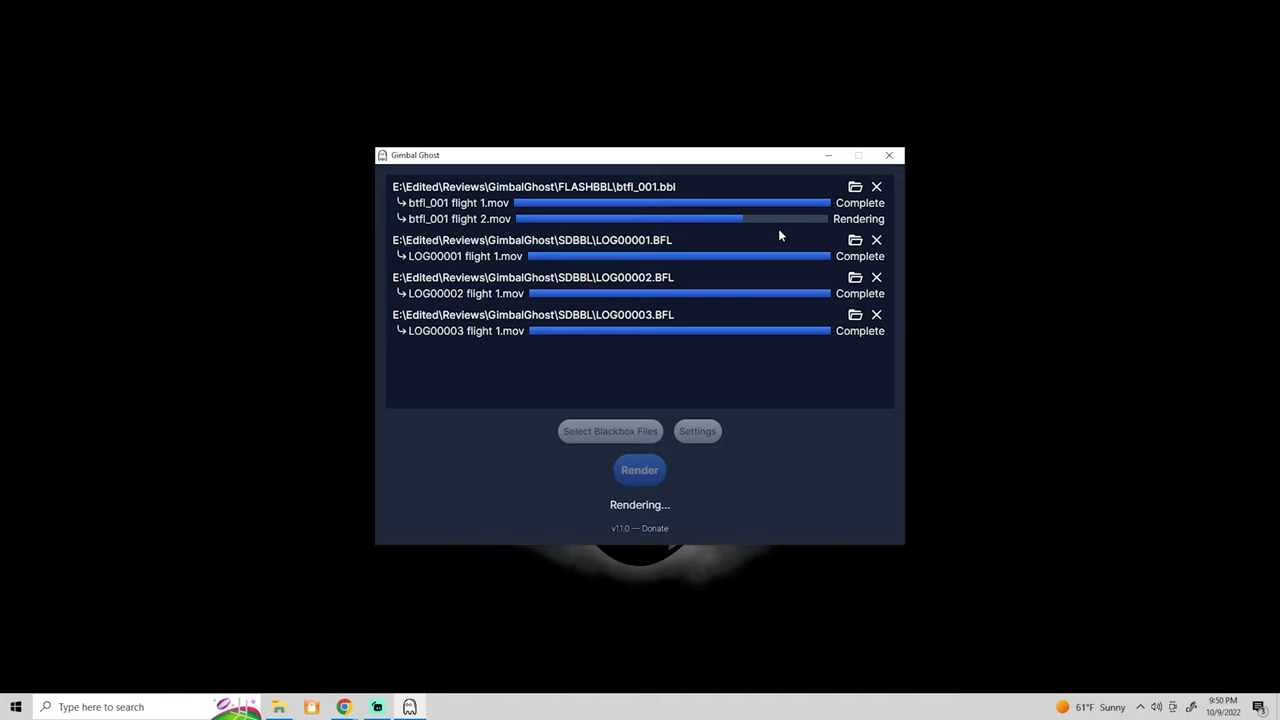 Gimbal Ghost
E:\Edited\Reviews\GimbalGhost\FLASHBBL\btfl_001.bbl
btfl_001 flight 1.mov Complete
btfl_001 flight 2.mov Rendering
E:\Edited\Reviews\GimbalGhost\SDBBL\LOG00001.BFL
LOG00001 flight 1.mov Complete
E:\Edited\Reviews\GimbalGhost\SDBBL\LOG00002.BFL
LOG00002 flight 1.mov Complete
E:\Edited\Reviews\GimbalGhost\SDBBL\LOG00003.BFL
LOG00003 flight 1.mov Complete
Select Blackbox Files Settings
Render
Rendering...
v1.1.0 — Donate
Type here to search
61°F Sunny
9:50 PM
10/9/2022
3